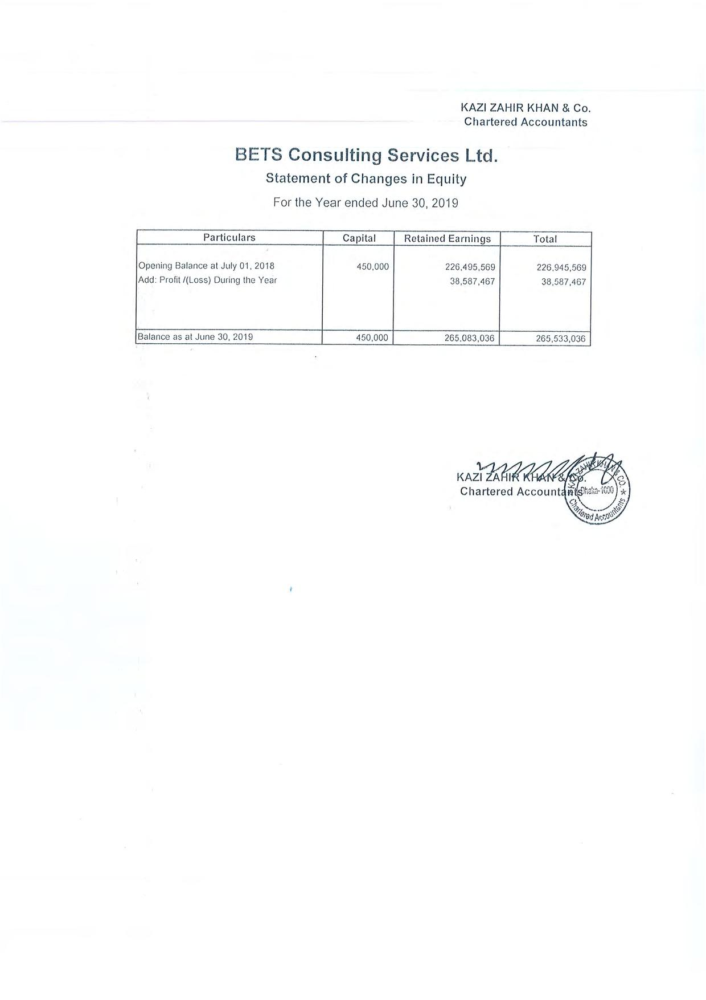 KAZI ZAHIR KHAN & Co.
Chartered Accountants
BETS Consulting Services Ltd.
Statement of Changes in Equity
For the Year ended June 30, 2019
Particulars Capital Retained Earnings Total
Opening Balance at July 01, 2018 450,000 226,495,569 226,945,569
Add: Profit /(Loss) During the Year 38,587,467 38,587,467
Balance as at June 30, 2019 450,000 265,083,036 265,533,036
KAZI ZAHIR KHAN & Co.
Chartered Accountants
KAZI ZAHIR KHAN & CO.
Dhaka-1000
Chartered Accountants